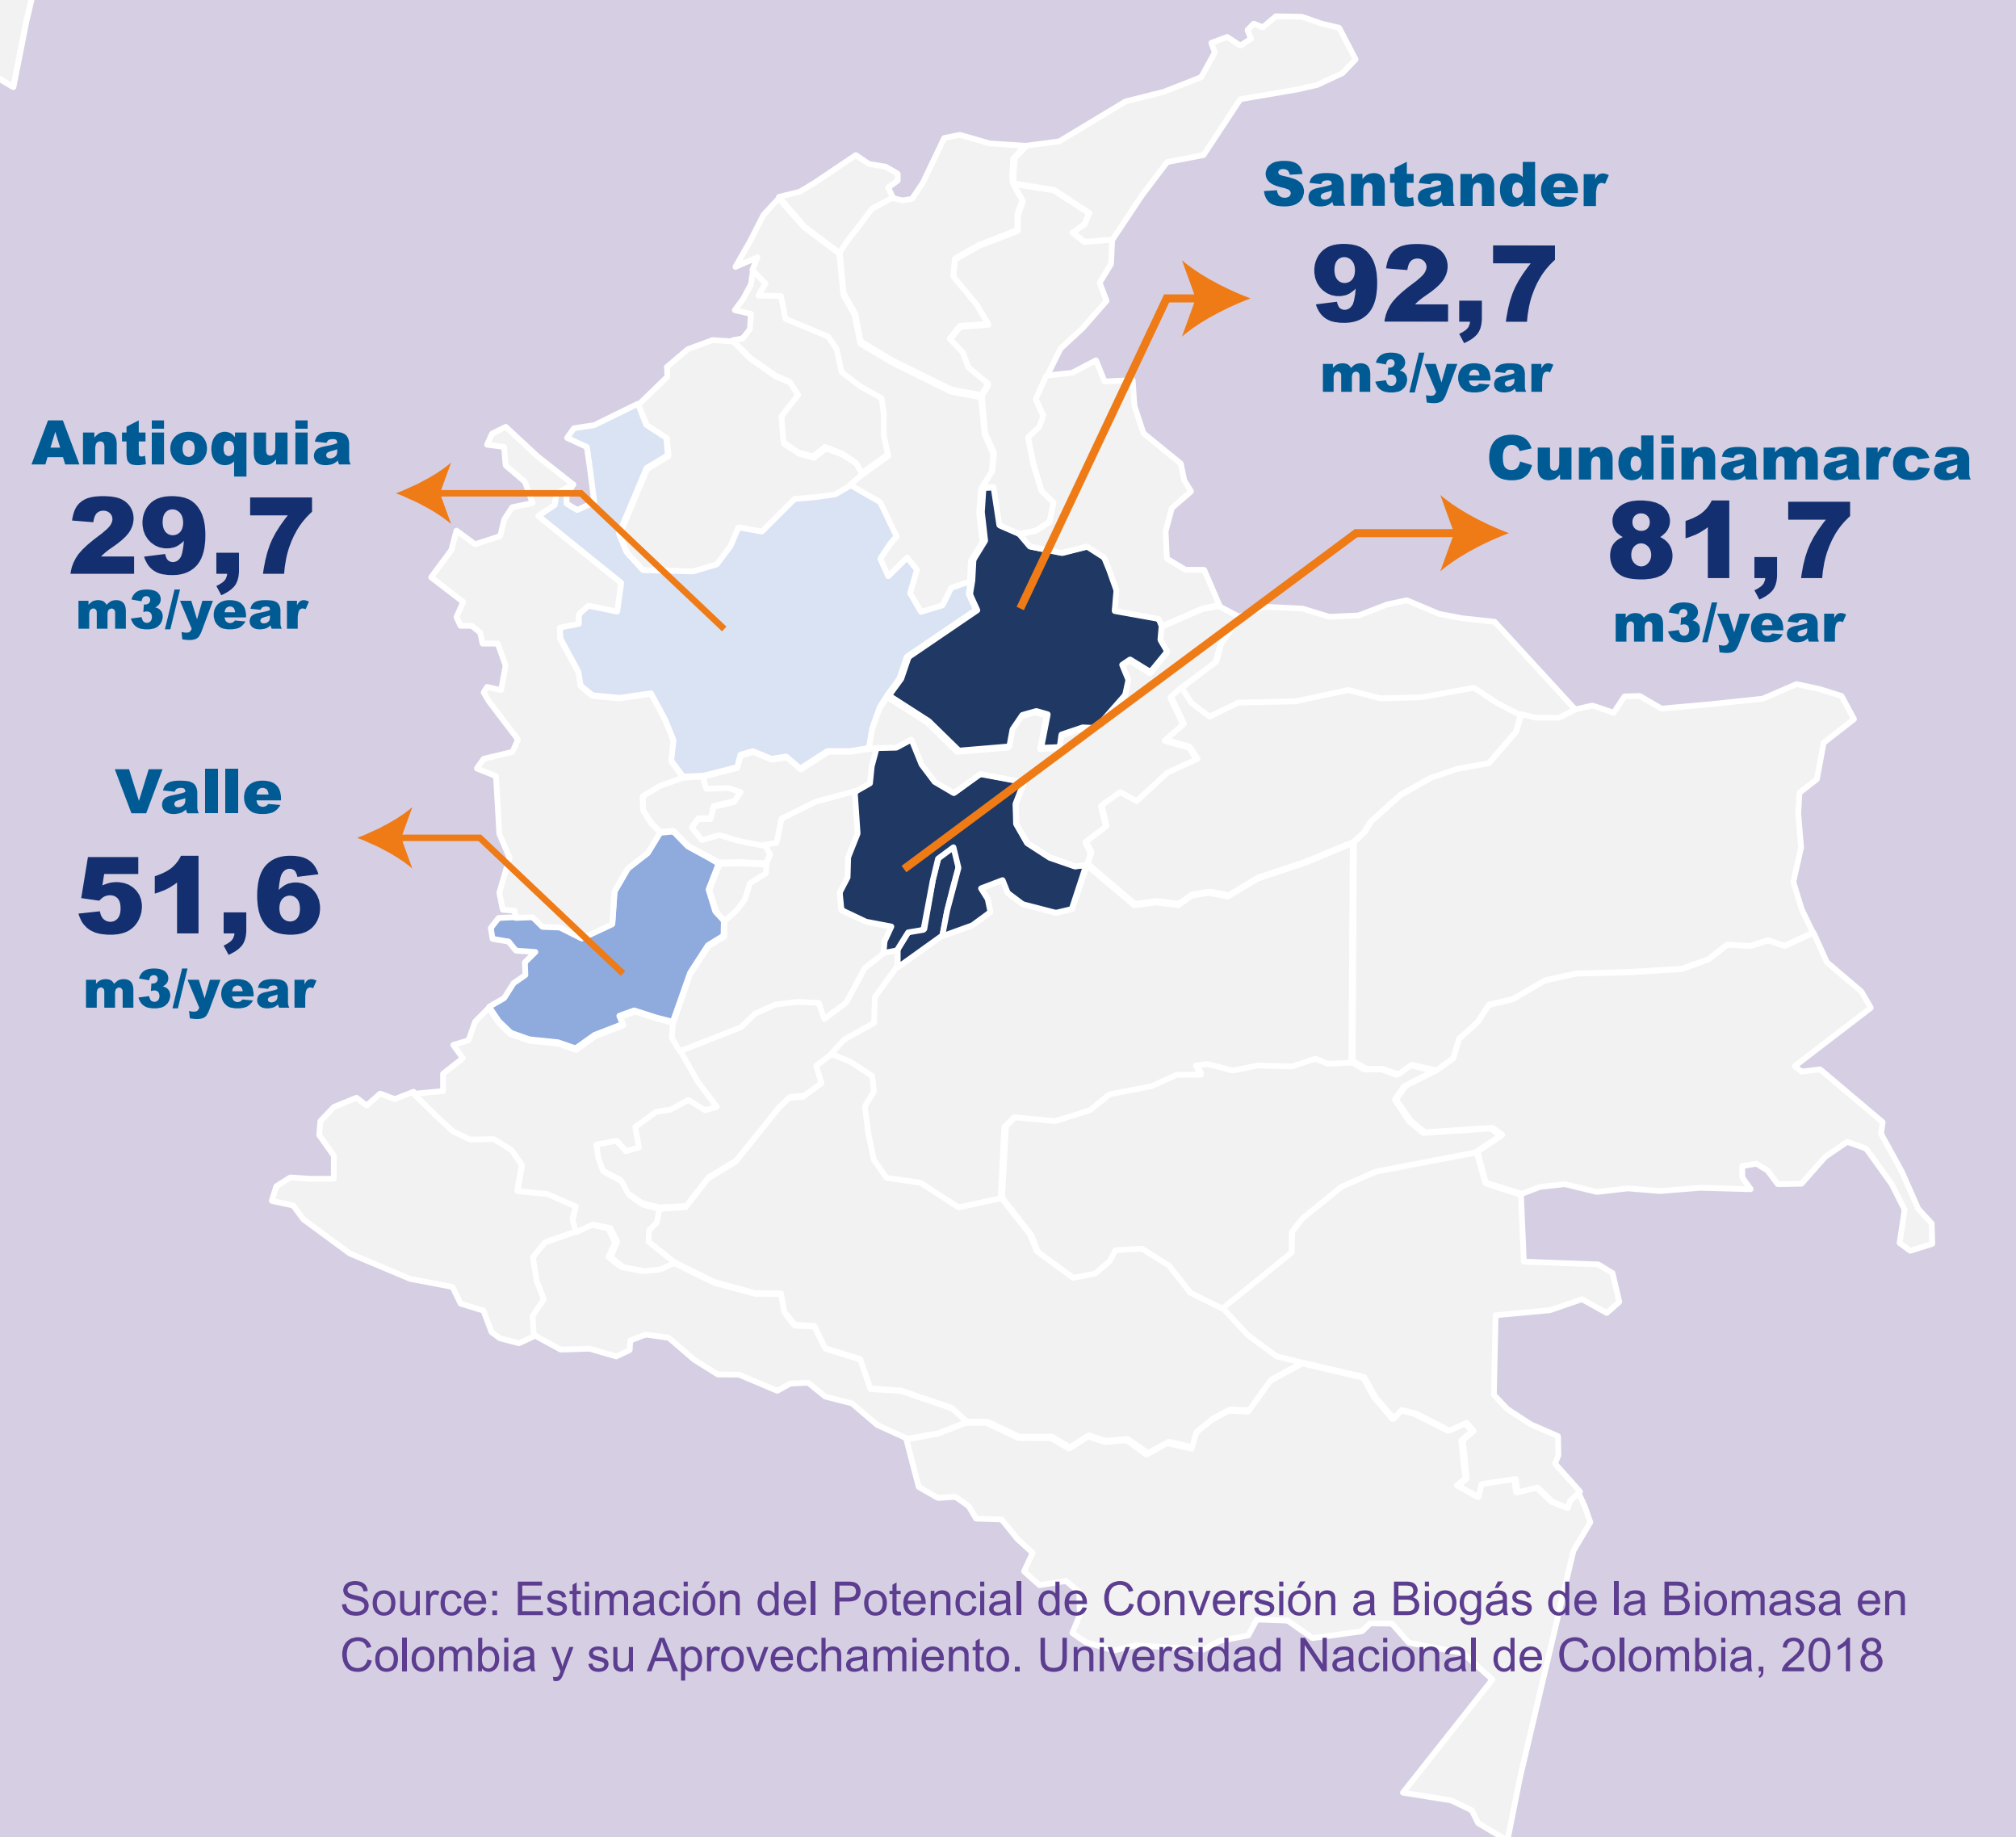 Santander
92,7
m3/year
Antioquia
29,7
m3/year
Cundinamarca
81,7
m3/year
Valle
51,6
m3/year
Source: Estimación del Potencial de Conversión a Biogás de la Biomasa en
Colombia y su Aprovechamiento. Universidad Nacional de Colombia, 2018